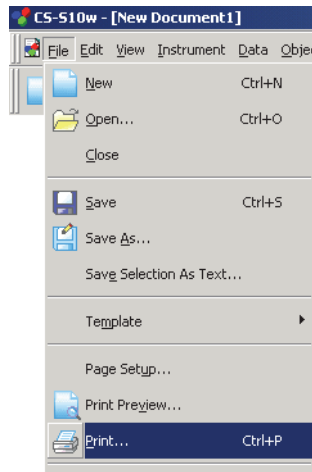 CS-S10w - [New Document1]
File Edit View Instrument Data Obje
New Ctrl+N
Open... Ctrl+O
Close
Save Ctrl+S
Save As...
Save Selection As Text...
Template
Page Setup...
Print Preview...
Print... Ctrl+P